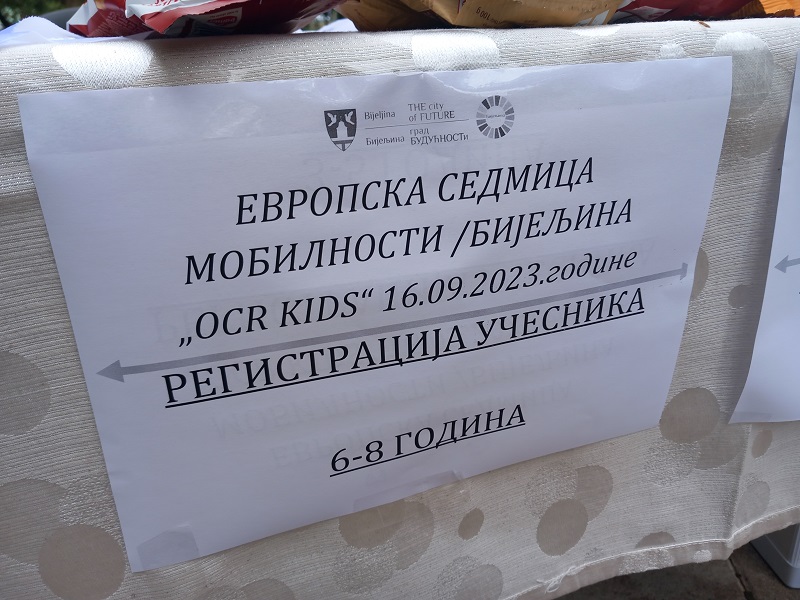 Bijeljina THE city of FUTURE
Бијељина град БУДУЋНОСТи
ЕВРОПСКА СЕДМИЦА
МОБИЛНОСТИ /БИЈЕЉИНА
„OCR KIDS“ 16.09.2023.године
РЕГИСТРАЦИЈА УЧЕСНИКА
6-8 ГОДИНА